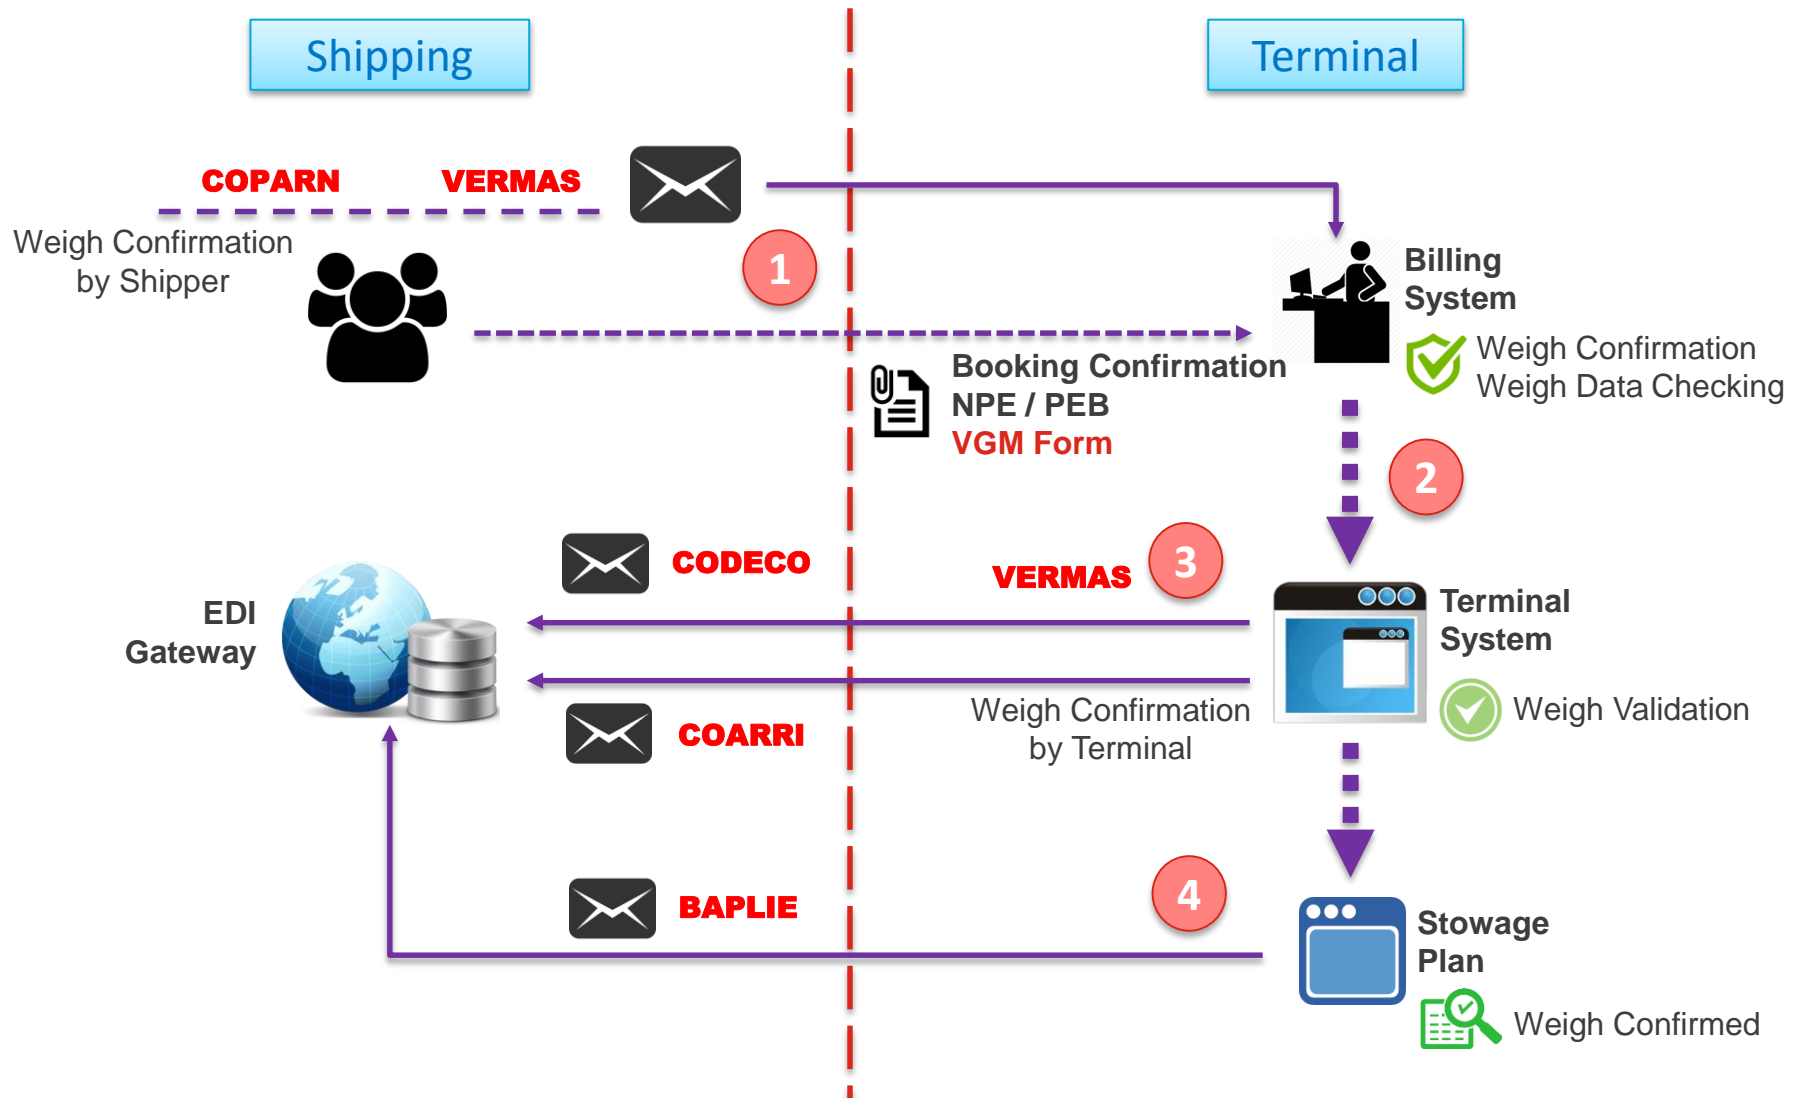 Shipping
Terminal
COPARN
VERMAS
Weigh Confirmation
by Shipper
1
Billing
System
Weigh Confirmation
Weigh Data Checking
Booking Confirmation
NPE / PEB
VGM Form
2
CODECO
VERMAS
3
EDI
Gateway
Terminal
System
Weigh Confirmation
by Terminal
Weigh Validation
COARRI
BAPLIE
4
Stowage
Plan
Weigh Confirmed